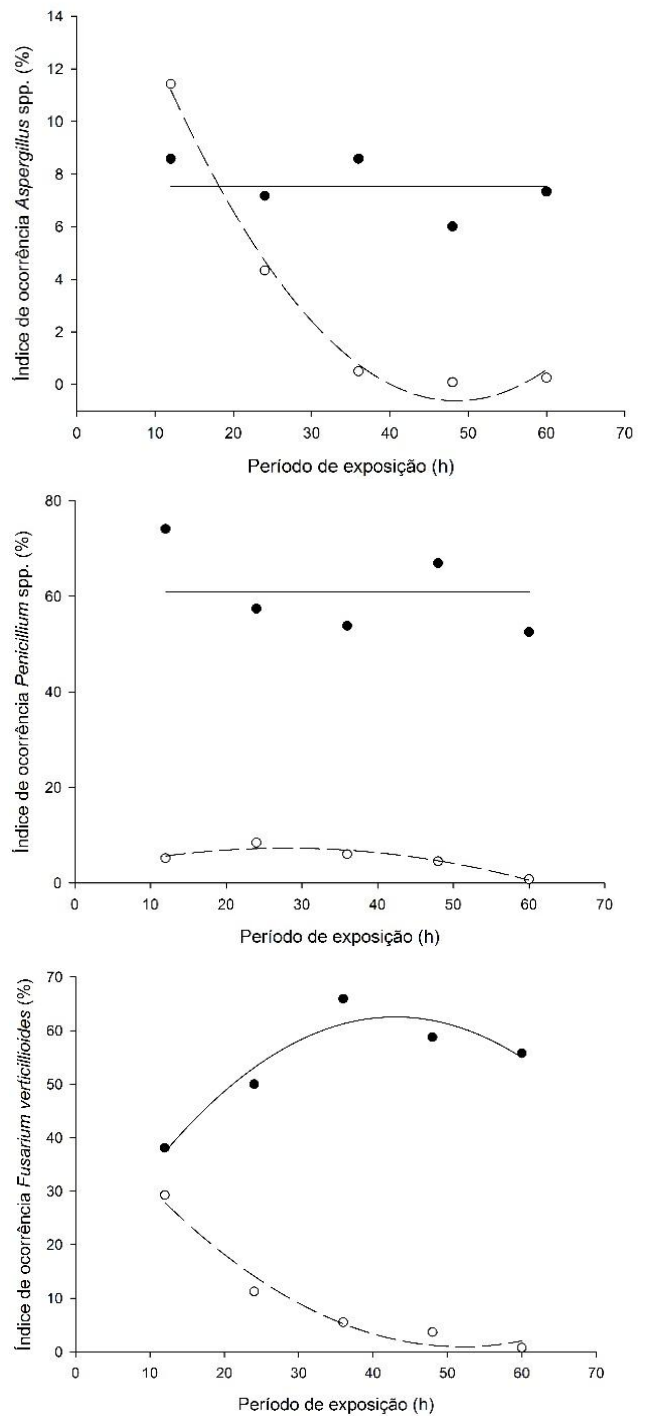 Índice de ocorrência Aspergillus spp. (%)
14
12
10
8
6
4
2
0
0 10 20 30 40 50 60 70
Período de exposição (h)
Índice de ocorrência Penicillium spp. (%)
80
60
40
20
0
0 10 20 30 40 50 60 70
Período de exposição (h)
Índice de ocorrência Fusarium verticillioides (%)
70
60
50
40
30
20
10
0
0 10 20 30 40 50 60 70
Período de exposição (h)